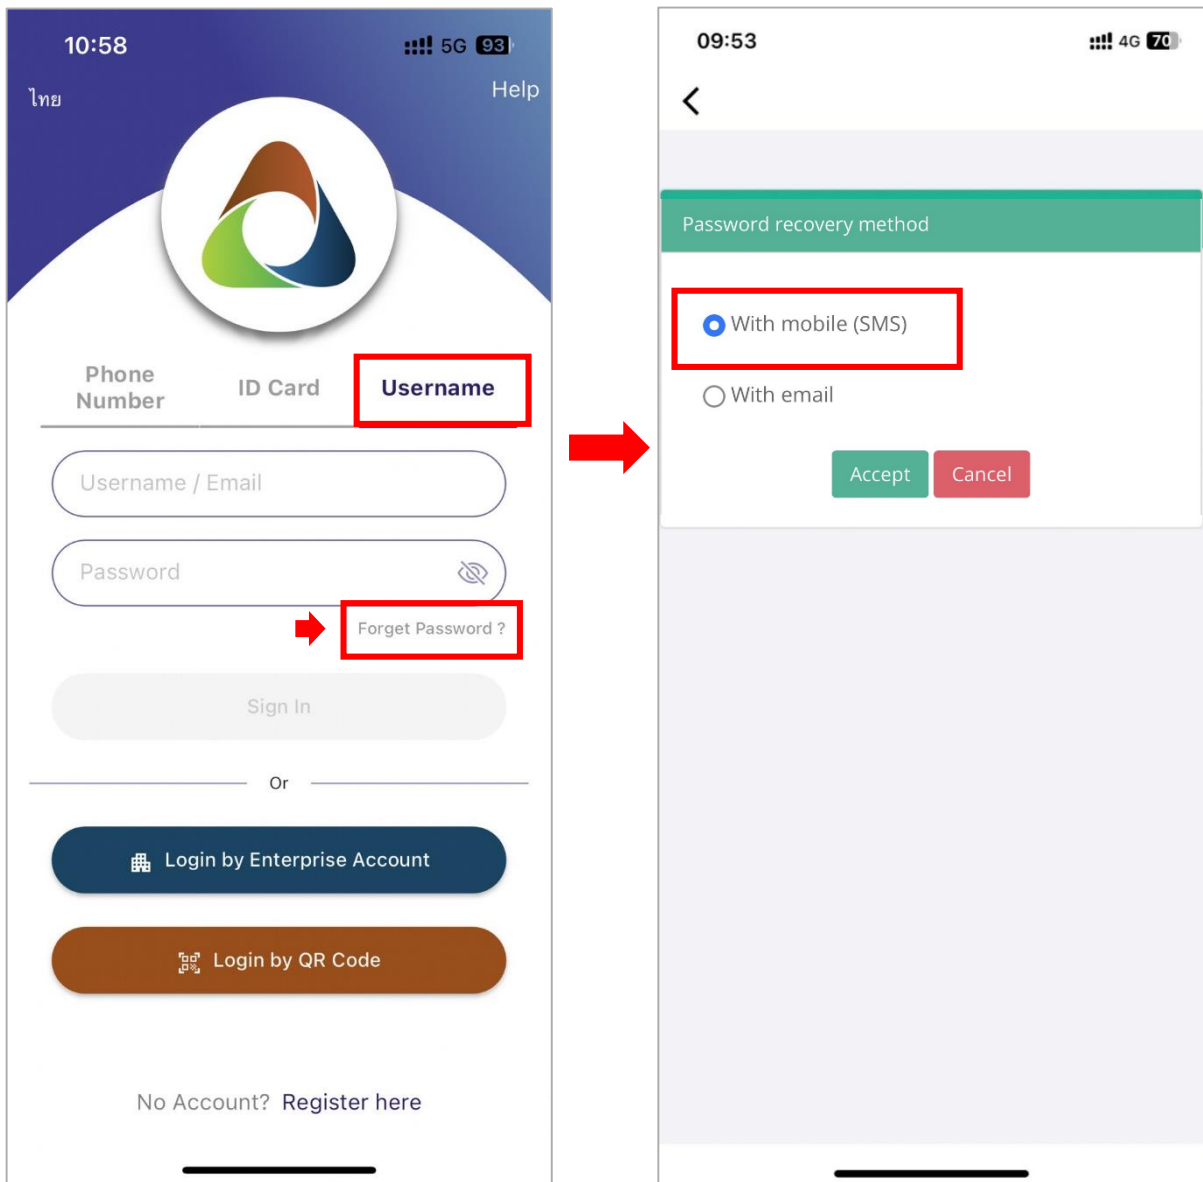 10:58
5G 93
ไทย
Help
Phone
Number
ID Card
Username
Username / Email
Password
Forget Password ?
Sign In
Or
Login by Enterprise Account
Login by QR Code
No Account? Register here
09:53
4G 70
Password recovery method
With mobile (SMS)
With email
Accept
Cancel